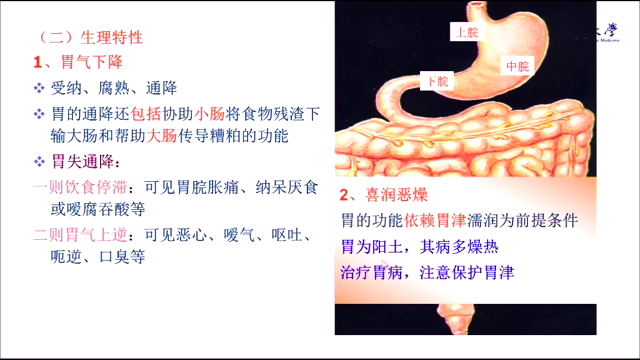 （二）生理特性
1、胃气下降
受纳、腐熟、通降
胃的通降还包括协助小肠将食物残渣下
输大肠和帮助大肠传导糟粕的功能
胃失通降：
一则饮食停滞：可见胃脘胀痛、纳呆厌食
或嗳腐吞酸等
二则胃气上逆：可见恶心、嗳气、呕吐、
呃逆、口臭等
上脘
中脘
下脘
大学
Medicine
2、喜润恶燥
胃的功能依赖胃津濡润为前提条件
胃为阳土，其病多燥热
治疗胃病，注意保护胃津